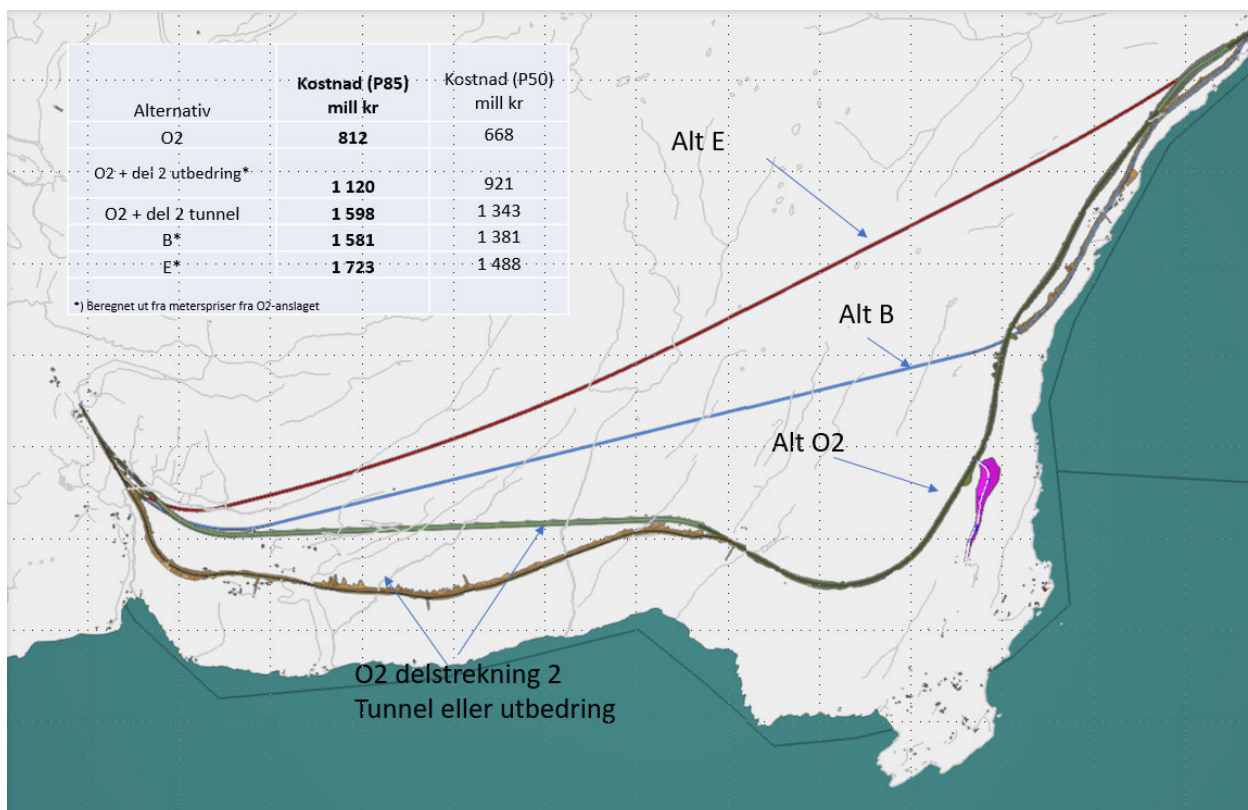 Alternativ Kostnad (P85) mill kr Kostnad (P50) mill kr
O2 812 668
O2 + del 2 utbedring* 1 120 921
O2 + del 2 tunnel 1 598 1 343
B* 1 581 1 381
E* 1 723 1 488
*) Beregnet ut fra meterspriser fra O2-anslaget
Alt E
Alt B
Alt O2
O2 delstrekning 2
Tunnel eller utbedring